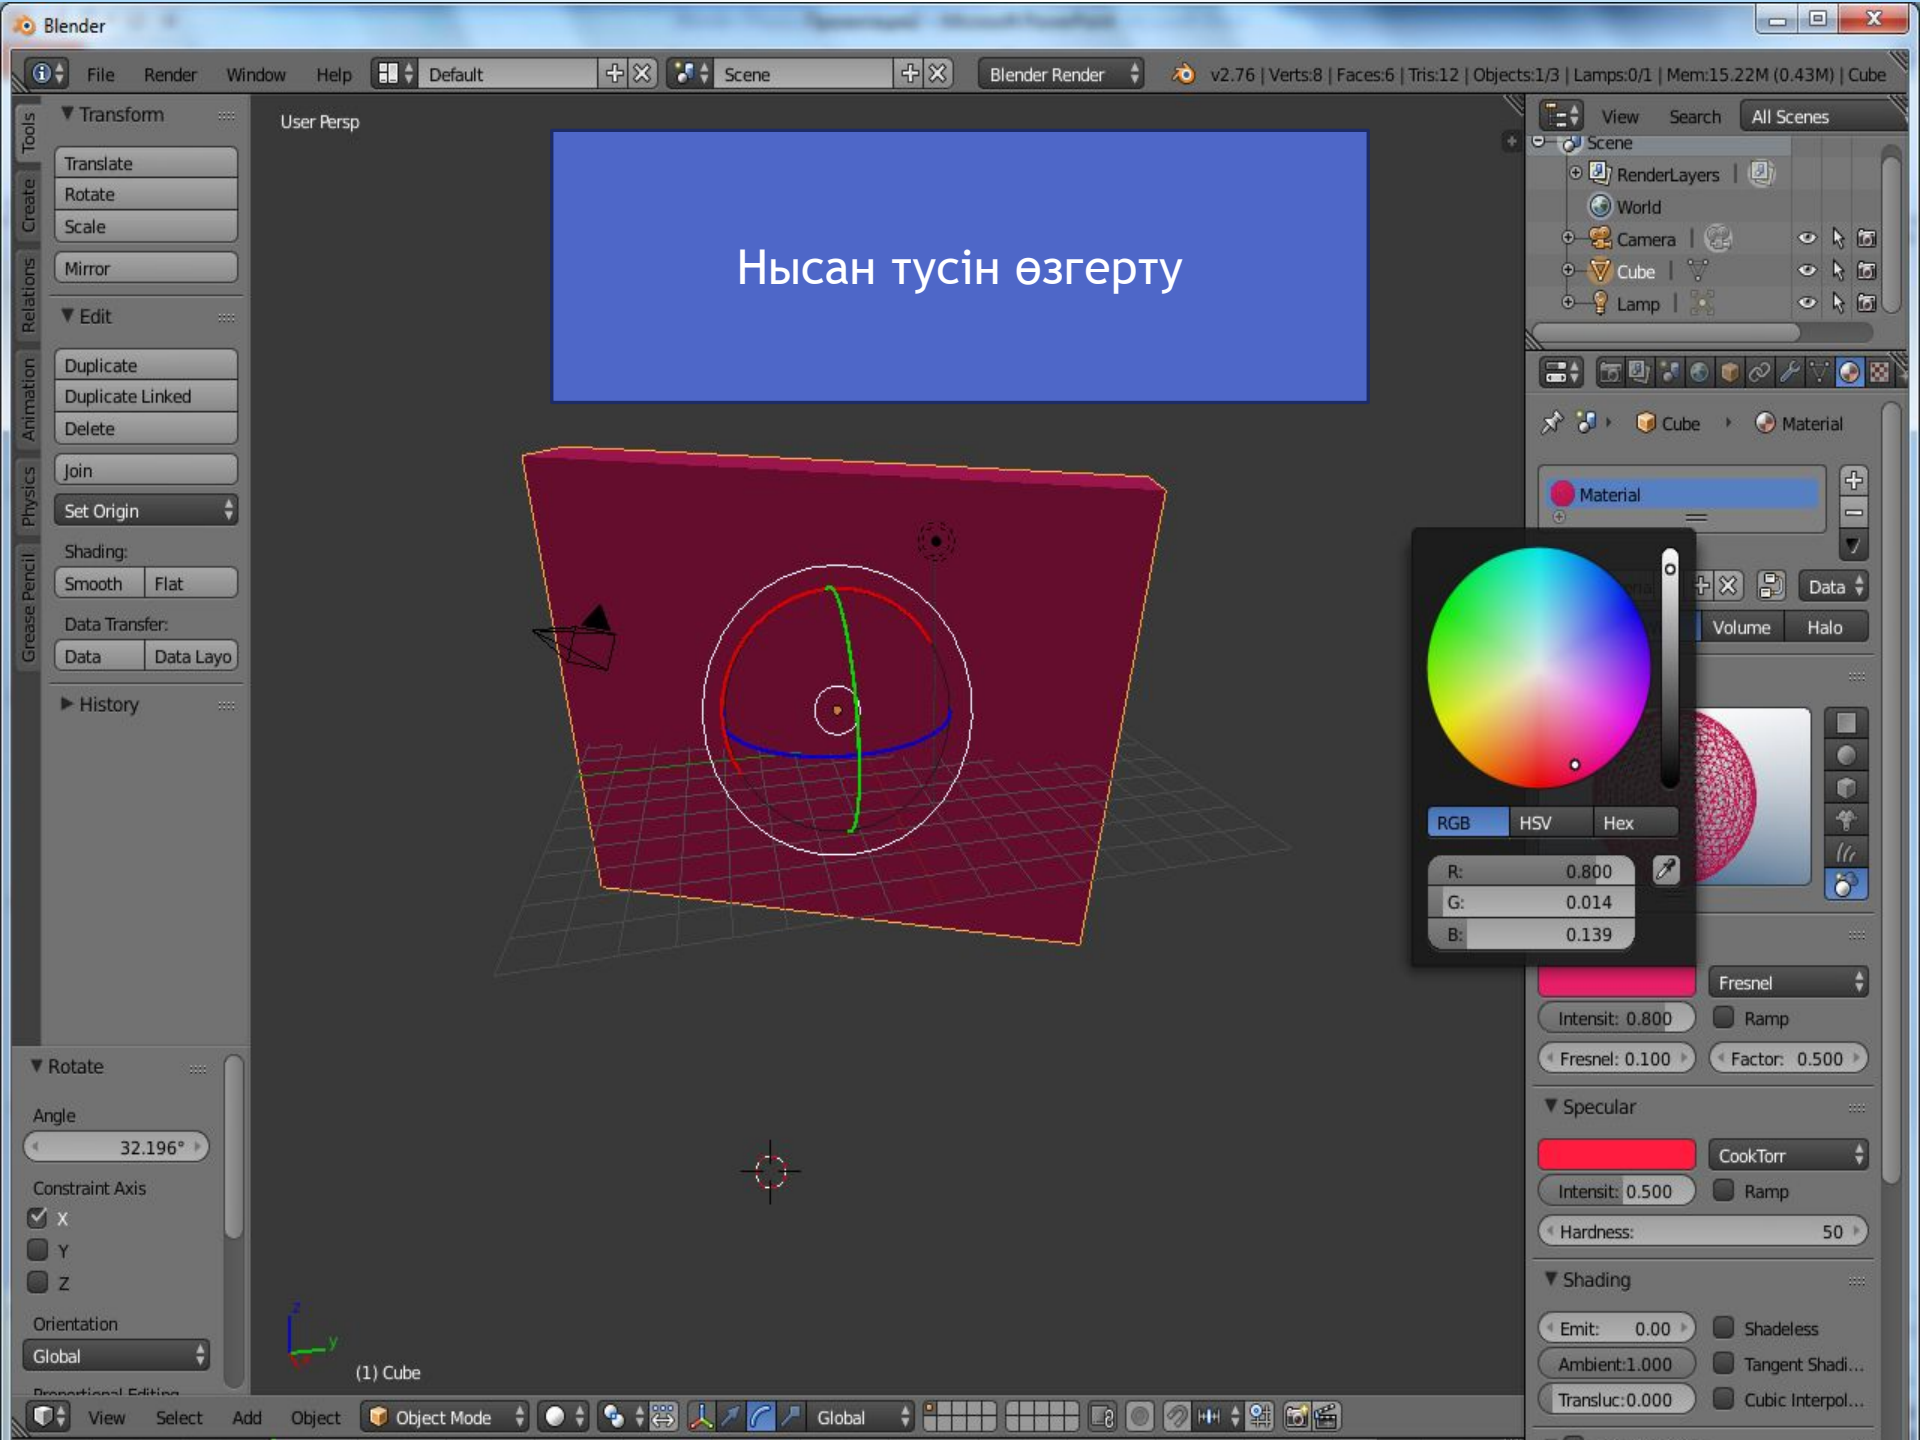 Blender
File Render Window Help Default Scene Blender Render v2.76 | Verts:8 | Faces:6 | Tris:12 | Objects:1/3 | Lamps:0/1 | Mem:15.22M (0.43M) | Cube
Tools
Create
Relations
Animation
Physics
Grease Pencil
Transform
Translate
Rotate
Scale
Mirror
Edit
Duplicate
Duplicate Linked
Delete
Join
Set Origin
Shading:
Smooth Flat
Data Transfer:
Data Data Layo
History
Rotate
Angle
32.196°
Constraint Axis
X
Y
Z
Orientation
Global
Proportional Editing
User Persp
Нысан тусін өзгерту
z
y
(1) Cube
View Select Add Object Object Mode Global
View Search All Scenes
Scene
RenderLayers |
World
Camera |
Cube |
Lamp |
Cube Material
Material
Data
Volume Halo
RGB HSV Hex
R: 0.800
G: 0.014
B: 0.139
Fresnel
Intensit: 0.800 Ramp
Fresnel: 0.100 Factor: 0.500
Specular
CookTorr
Intensit: 0.500 Ramp
Hardness: 50
Shading
Emit: 0.00 Shadeless
Ambient:1.000 Tangent Shadi...
Transluc:0.000 Cubic Interpol...